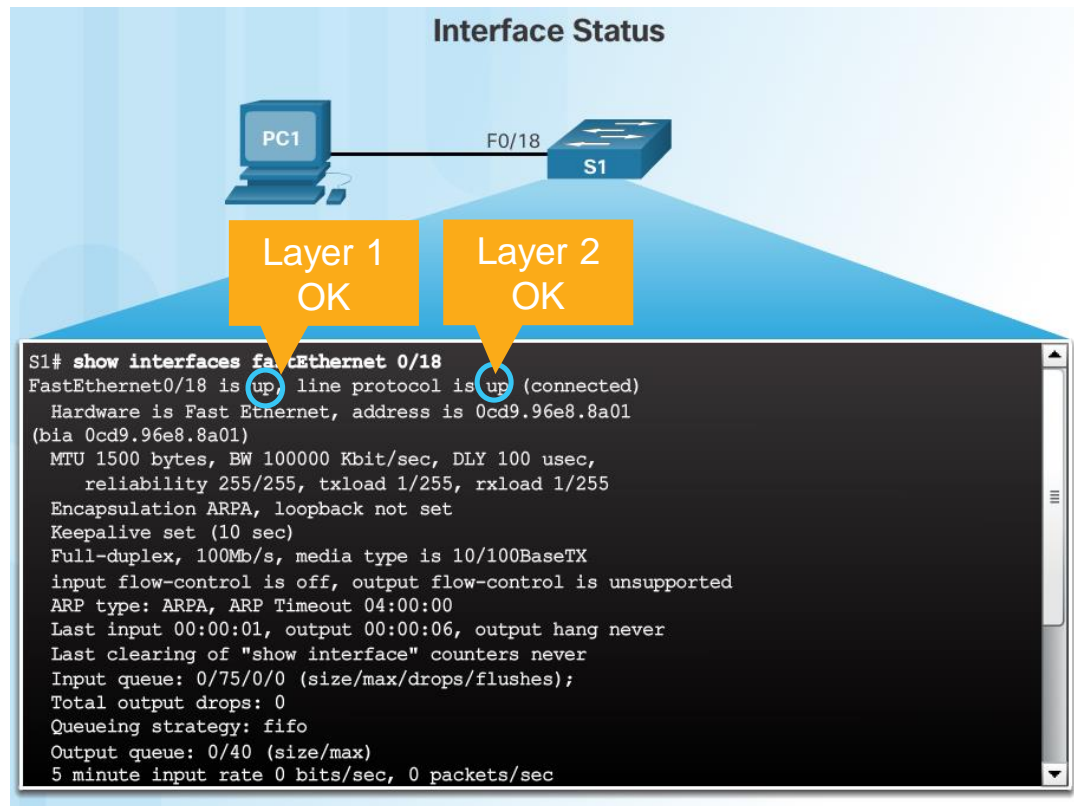 Interface Status
PC1
F0/18
S1
Layer 1
OK
Layer 2
OK
S1# show interfaces fastEthernet 0/18
FastEthernet0/18 is up, line protocol is up (connected)
Hardware is Fast Ethernet, address is 0cd9.96e8.8a01
(bia 0cd9.96e8.8a01)
MTU 1500 bytes, BW 100000 Kbit/sec, DLY 100 usec,
reliability 255/255, txload 1/255, rxload 1/255
Encapsulation ARPA, loopback not set
Keepalive set (10 sec)
Full-duplex, 100Mb/s, media type is 10/100BaseTX
input flow-control is off, output flow-control is unsupported
ARP type: ARPA, ARP Timeout 04:00:00
Last input 00:00:01, output 00:00:06, output hang never
Last clearing of "show interface" counters never
Input queue: 0/75/0/0 (size/max/drops/flushes);
Total output drops: 0
Queueing strategy: fifo
Output queue: 0/40 (size/max)
5 minute input rate 0 bits/sec, 0 packets/sec